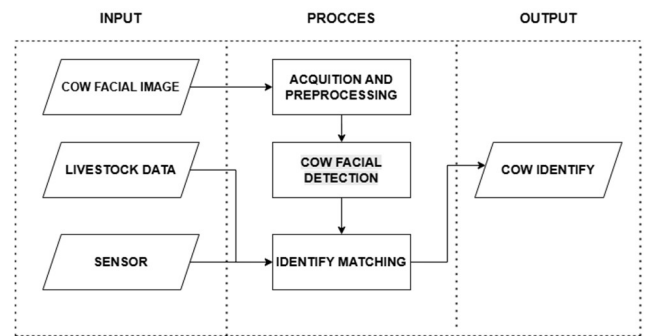 INPUT
PROCCES
OUTPUT
COW FACIAL IMAGE
ACQUITION AND
PREPROCESSING
LIVESTOCK DATA
COW FACIAL
DETECTION
COW IDENTIFY
SENSOR
IDENTIFY MATCHING